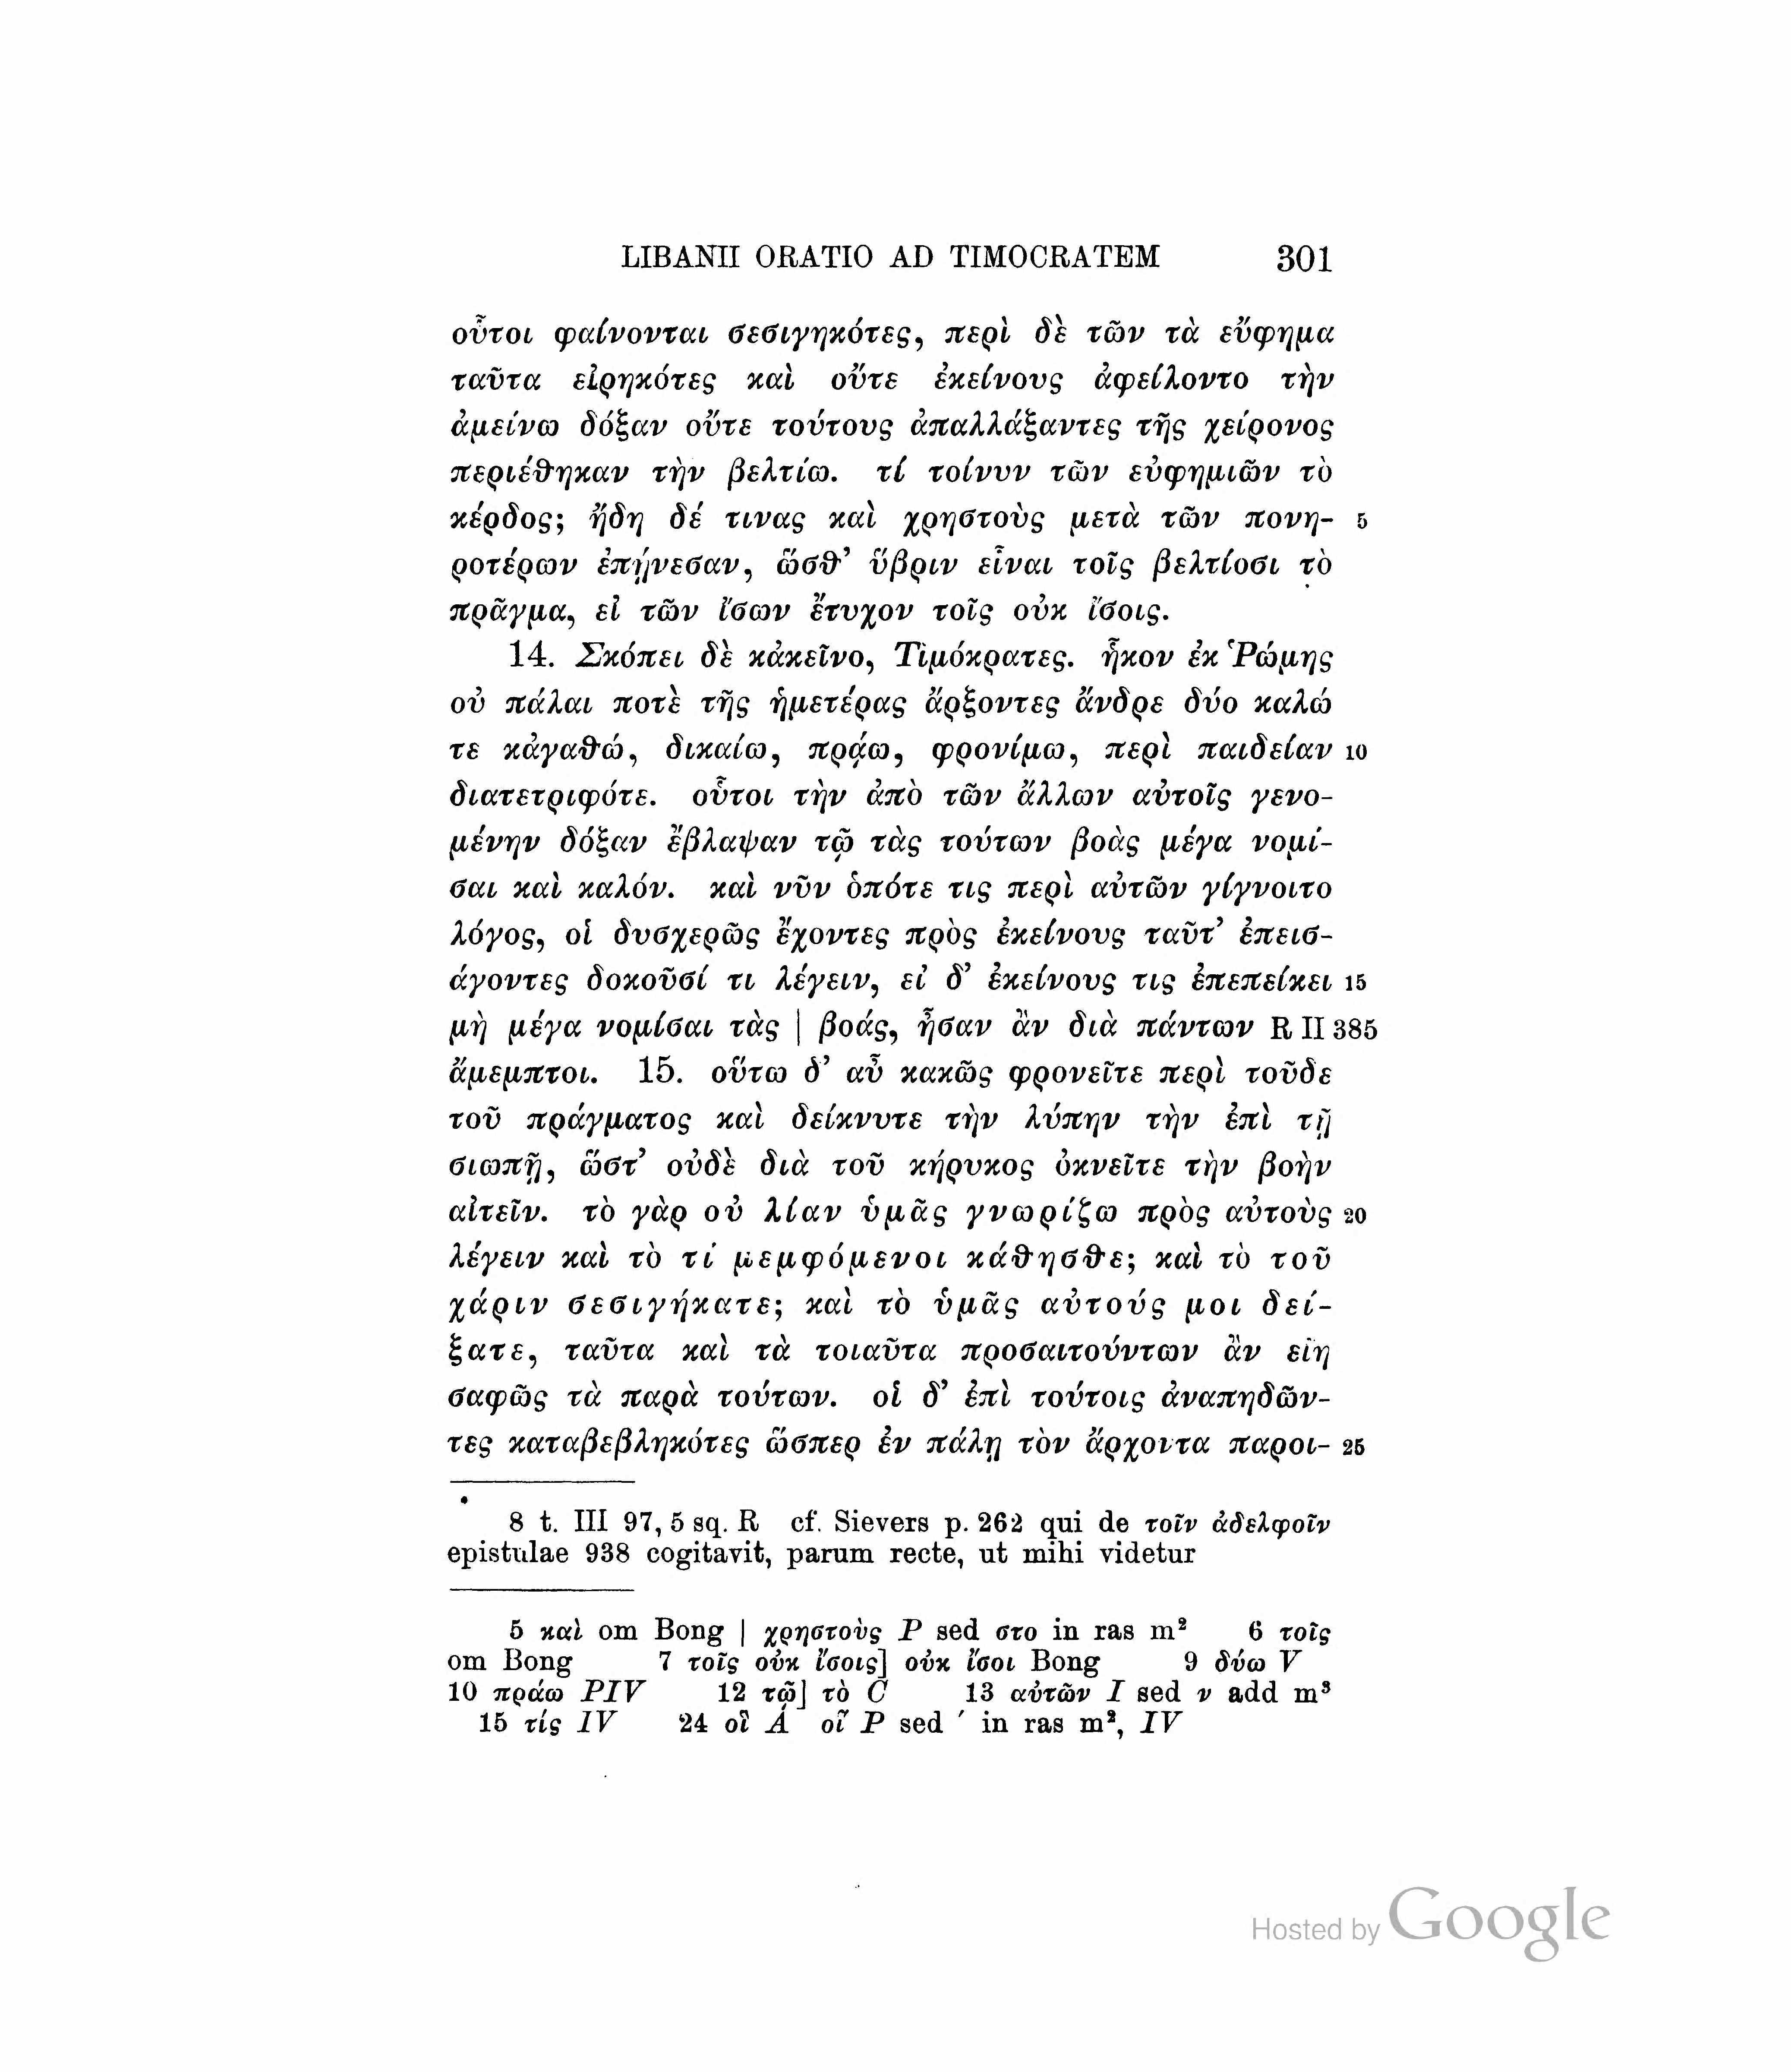 LIBANII ORATIO AD TIMOCRATEM 301
οὗτοι φαίνονται σεσιγηκότες, περὶ δὲ τῶν τὰ εὔφημα
ταῦτα εἰρηκότες καὶ οὔτε ἐκείνους ἀφείλοντο τὴν
ἀμείνω δόξαν οὔτε τούτους ἀπαλλάξαντες τῆς χείρονος
περιέθηκαν τὴν βελτίω. τί τοίνυν τῶν εὐφημιῶν τὸ
κέρδος; ἤδη δέ τινας καὶ χρηστοὺς μετὰ τῶν πονη- 5
ροτέρων ἐπῄνεσαν, ὥσθ’ ὕβριν εἶναι τοῖς βελτίοσι τὸ
πρᾶγμα, εἰ τῶν ἴσων ἔτυχον τοῖς οὐκ ἴσοις.
14. Σκόπει δὲ κἀκεῖνο, Τιμόκρατες. ἧκον ἐκ Ῥώμης
οὐ πάλαι ποτὲ τῆς ἡμετέρας ἄρξοντες ἄνδρε δύο καλώ
τε κἀγαθώ, δικαίω, πρᾴω, φρονίμω, περὶ παιδείαν 10
διατετριφότε. οὗτοι τὴν ἀπὸ τῶν ἄλλων αὐτοῖς γενο-
μένην δόξαν ἔβλαψαν τῷ τὰς τούτων βοὰς μέγα νομί-
σαι καὶ καλόν. καὶ νῦν ὁπότε τις περὶ αὐτῶν γίγνοιτο
λόγος, οἱ δυσχερῶς ἔχοντες πρὸς ἐκείνους ταῦτ’ ἐπεισ-
άγοντες δοκοῦσί τι λέγειν, εἰ δ’ ἐκείνους τις ἐπεπείκει 15
μὴ μέγα νομίσαι τὰς | βοάς, ἦσαν ἂν διὰ πάντων R II 385
ἄμεμπτοι. 15. οὕτω δ’ αὖ κακῶς φρονεῖτε περὶ τοῦδε
τοῦ πράγματος καὶ δείκνυτε τὴν λύπην τὴν ἐπὶ τῇ
σιωπῇ, ὥστ’ οὐδὲ διὰ τοῦ κήρυκος ὀκνεῖτε τὴν βοὴν
αἰτεῖν. τὸ γὰρ οὐ λίαν ὑμᾶς γνωρίζω πρὸς αὐτοὺς 20
λέγειν καὶ τὸ τί μεμφόμενοι κάθησθε; καὶ τὸ τοῦ
χάριν σεσιγήκατε; καὶ τὸ ὑμᾶς αὐτούς μοι δεί-
ξατε, ταῦτα καὶ τὰ τοιαῦτα προσαιτούντων ἂν εἴη
σαφῶς τὰ παρὰ τούτων. οἱ δ’ ἐπὶ τούτοις ἀναπηδῶν-
τες καταβεβληκότες ὥσπερ ἐν πάλῃ τὸν ἄρχοντα παροι- 25
8 t. III 97, 5 sq. R cf. Sievers p. 262 qui de τοῖν ἀδελφοῖν
epistulae 938 cogitavit, parum recte, ut mihi videtur
5 καὶ om Bong | χρηστοὺς P sed στο in ras m² 6 τοῖς
om Bong 7 τοῖς οὐκ ἴσοις] οὐκ ἴσοι Bong 9 δύω V
10 πράω PIV 12 τῷ] τὸ C 13 αὐτῶν I sed ν add m³
15 τίς IV 24 οἳ A οἵ P sed ′ in ras m², IV
Hosted by Google